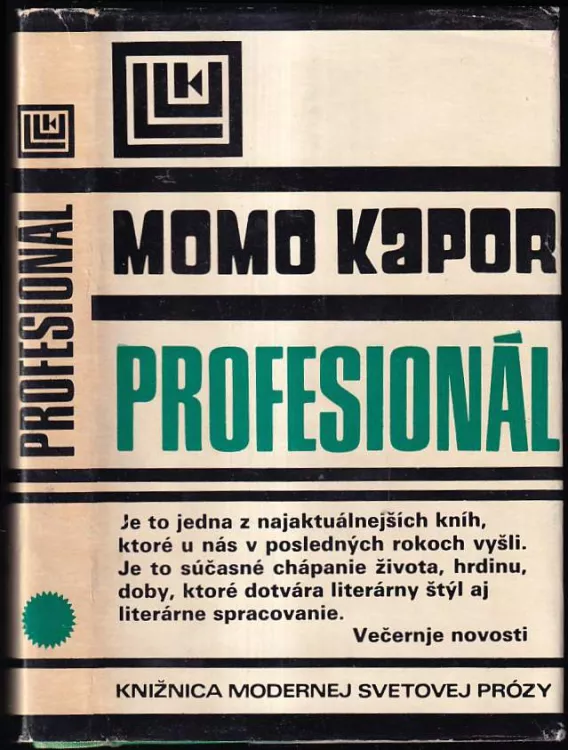 PROFESIONAL
MOMO KAPOR
PROFESIONÁL
Je to jedna z najaktuálnejších kníh,
ktoré u nás v posledných rokoch vyšli.
Je to súčasné chápanie života, hrdinu,
doby, ktoré dotvára literárny štýl aj
literárne spracovanie.
Večernje novosti
KNIŽNICA MODERNEJ SVETOVEJ PRÓZY